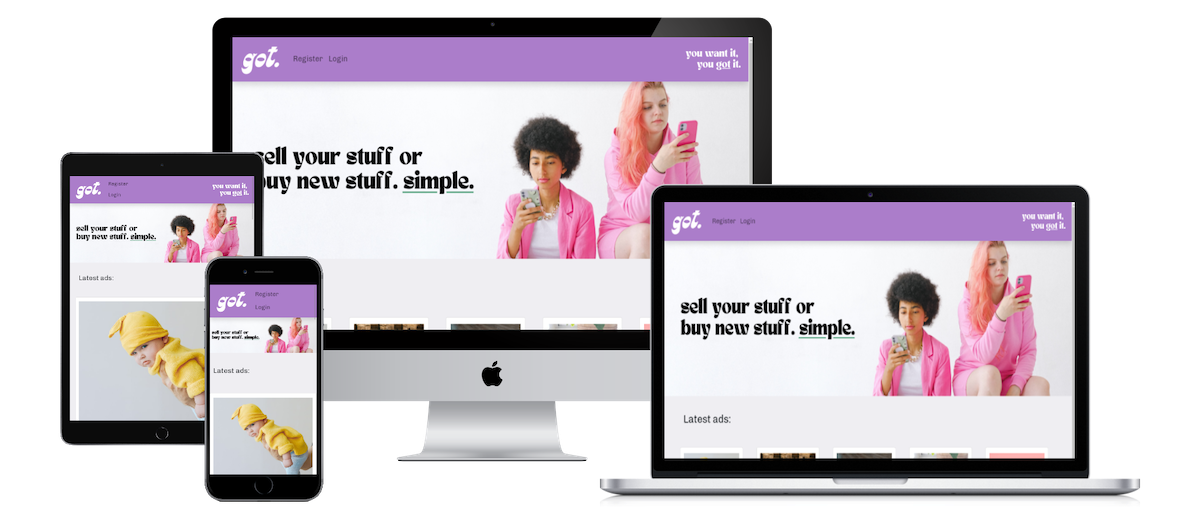 got.
Register Login
you want it,
you got it.
sell your stuff or
buy new stuff. simple.
got.
Register
Login
you want it,
you got it.
sell your stuff or
buy new stuff. simple.
Latest ads:
got.
Register
Login
sell your stuff or
buy new stuff. simple.
Latest ads:
got.
Register Login
you want it,
you got it.
sell your stuff or
buy new stuff. simple.
Latest ads: